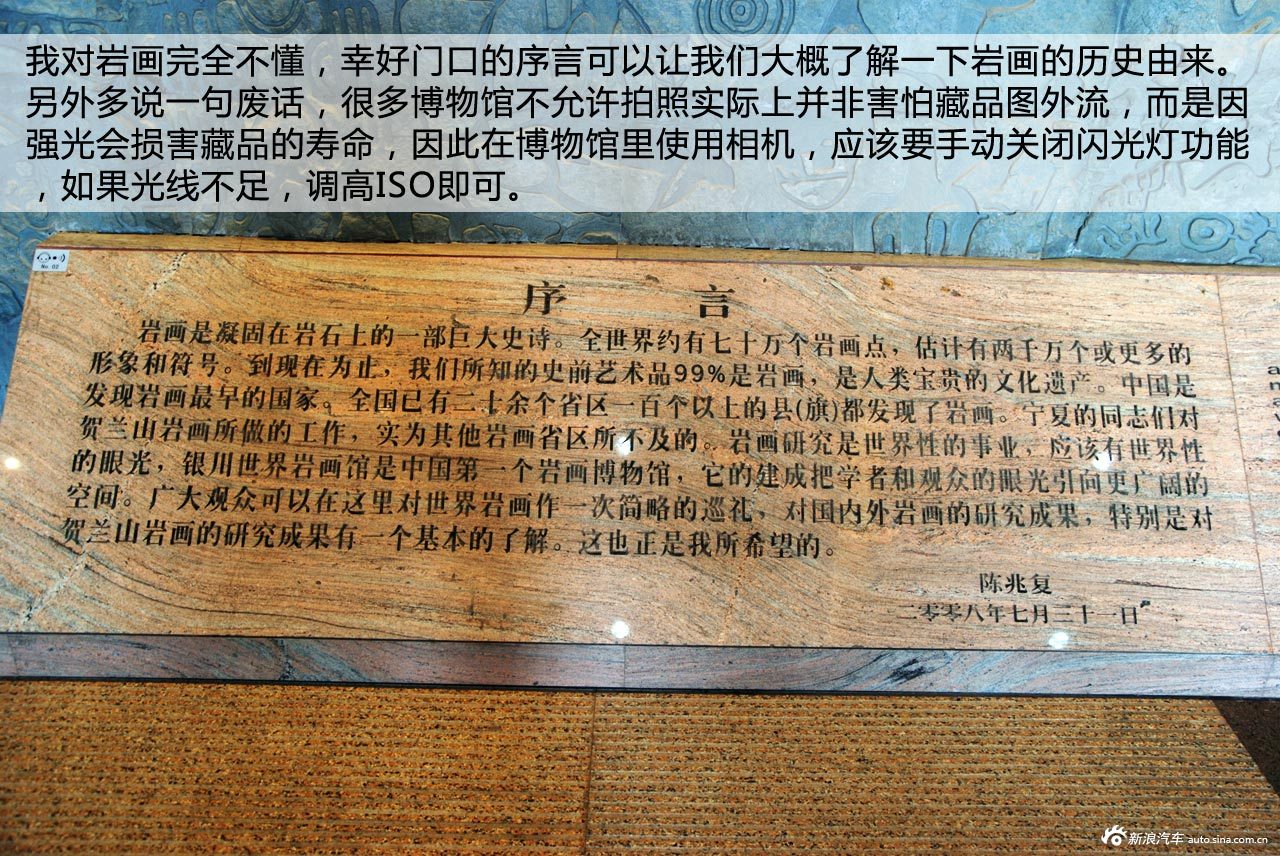 我对岩画完全不懂，幸好门口的序言可以让我们大概了解一下岩画的历史由来。
另外多说一句废话，很多博物馆不允许拍照实际上并非害怕藏品图外流，而是因
强光会损害藏品的寿命，因此在博物馆里使用相机，应该要手动关闭闪光灯功能
，如果光线不足，调高ISO即可。
No. 02
序 言
岩画是凝固在岩石上的一部巨大史诗。全世界约有七十万个岩画点，估计有两千万个或更多的
形象和符号。到现在为止，我们所知的史前艺术品99%是岩画，是人类宝贵的文化遗产。中国是
发现岩画最早的国家。全国已有二十余个省区一百个以上的县(旗)都发现了岩画。宁夏的同志们对
贺兰山岩画所做的工作，实为其他岩画省区所不及的。岩画研究是世界性的事业，应该有世界性
的眼光，银川世界岩画馆是中国第一个岩画博物馆，它的建成把学者和观众的眼光引向更广阔的
空间。广大观众可以在这里对世界岩画作一次简略的巡礼，对国内外岩画的研究成果，特别是对
贺兰山岩画的研究成果有一个基本的了解。这也正是我所希望的。
陈兆复
二零零八年七月三十一日
新浪汽车 auto.sina.com.cn